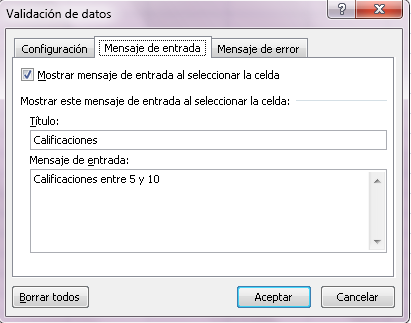 Validación de datos
Configuración Mensaje de entrada Mensaje de error
Mostrar mensaje de entrada al seleccionar la celda
Mostrar este mensaje de entrada al seleccionar la celda:
Título:
Calificaciones
Mensaje de entrada:
Calificaciones entre 5 y 10
Borrar todos Aceptar Cancelar